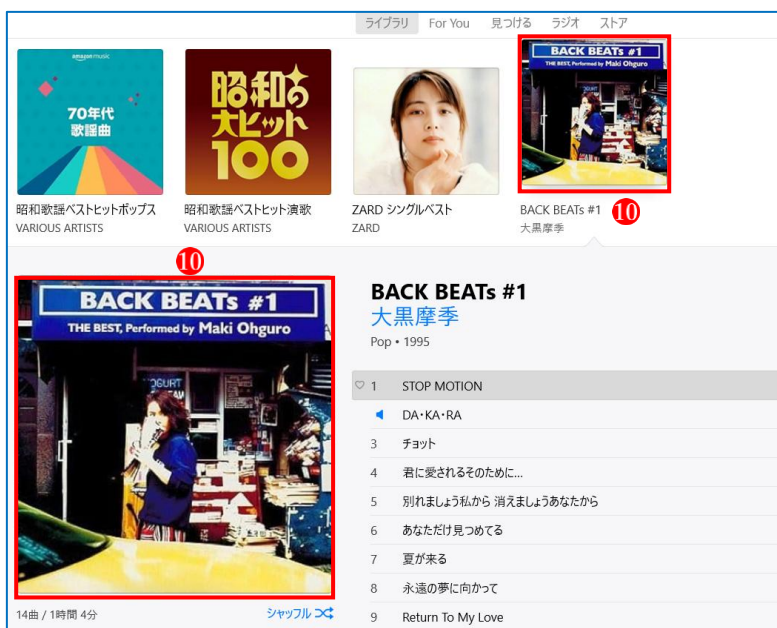 ライブラリ For You 見つける ラジオ ストア
amazon music
70年代
歌謡曲
昭和の
大ヒット
100
BACK BEATs #1
THE BEST, Performed by Maki Ohguro
昭和歌謡ベストヒットポップス
VARIOUS ARTISTS
昭和歌謡ベストヒット演歌
VARIOUS ARTISTS
ZARD シングルベスト
ZARD
BACK BEATs #1
大黒摩季
10
10
BACK BEATs #1
THE BEST, Performed by Maki Ohguro
OGURT
BACK BEATs #1
大黒摩季
Pop • 1995
1 STOP MOTION
DA・KA・RA
3 チョット
4 君に愛されるそのために...
5 別れましょう私から 消えましょうあなたから
6 あなただけ見つめてる
7 夏が来る
8 永遠の夢に向かって
9 Return To My Love
14曲 / 1時間 4分
シャッフル